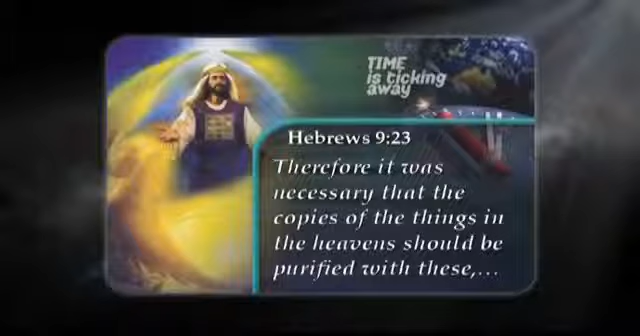 TIME
is ticking
away
Hebrews 9:23
Therefore it was
necessary that the
copies of the things in
the heavens should be
purified with these,...